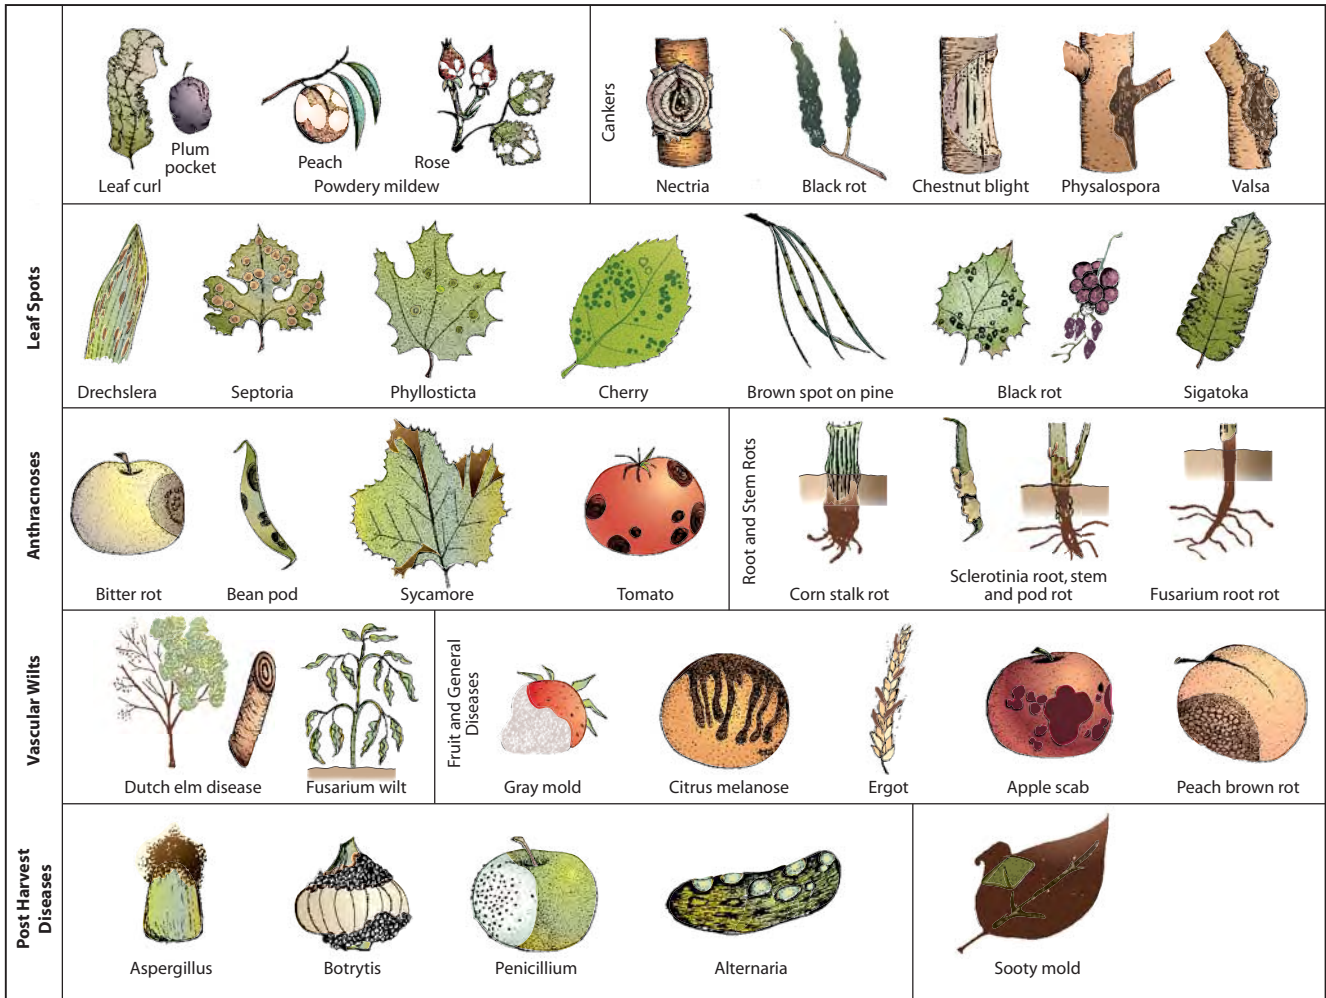 Leaf curl
Plum
pocket
Peach
Rose
Powdery mildew
Cankers
Nectria
Black rot
Chestnut blight
Physalospora
Valsa
Leaf Spots
Drechslera
Septoria
Phyllosticta
Cherry
Brown spot on pine
Black rot
Sigatoka
Anthracnoses
Bitter rot
Bean pod
Sycamore
Tomato
Root and Stem Rots
Corn stalk rot
Sclerotinia root, stem
and pod rot
Fusarium root rot
Vascular Wilts
Dutch elm disease
Fusarium wilt
Fruit and General
Diseases
Gray mold
Citrus melanose
Ergot
Apple scab
Peach brown rot
Post Harvest
Dsiseases
Aspergillus
Botrytis
Penicillium
Alternaria
Sooty mold